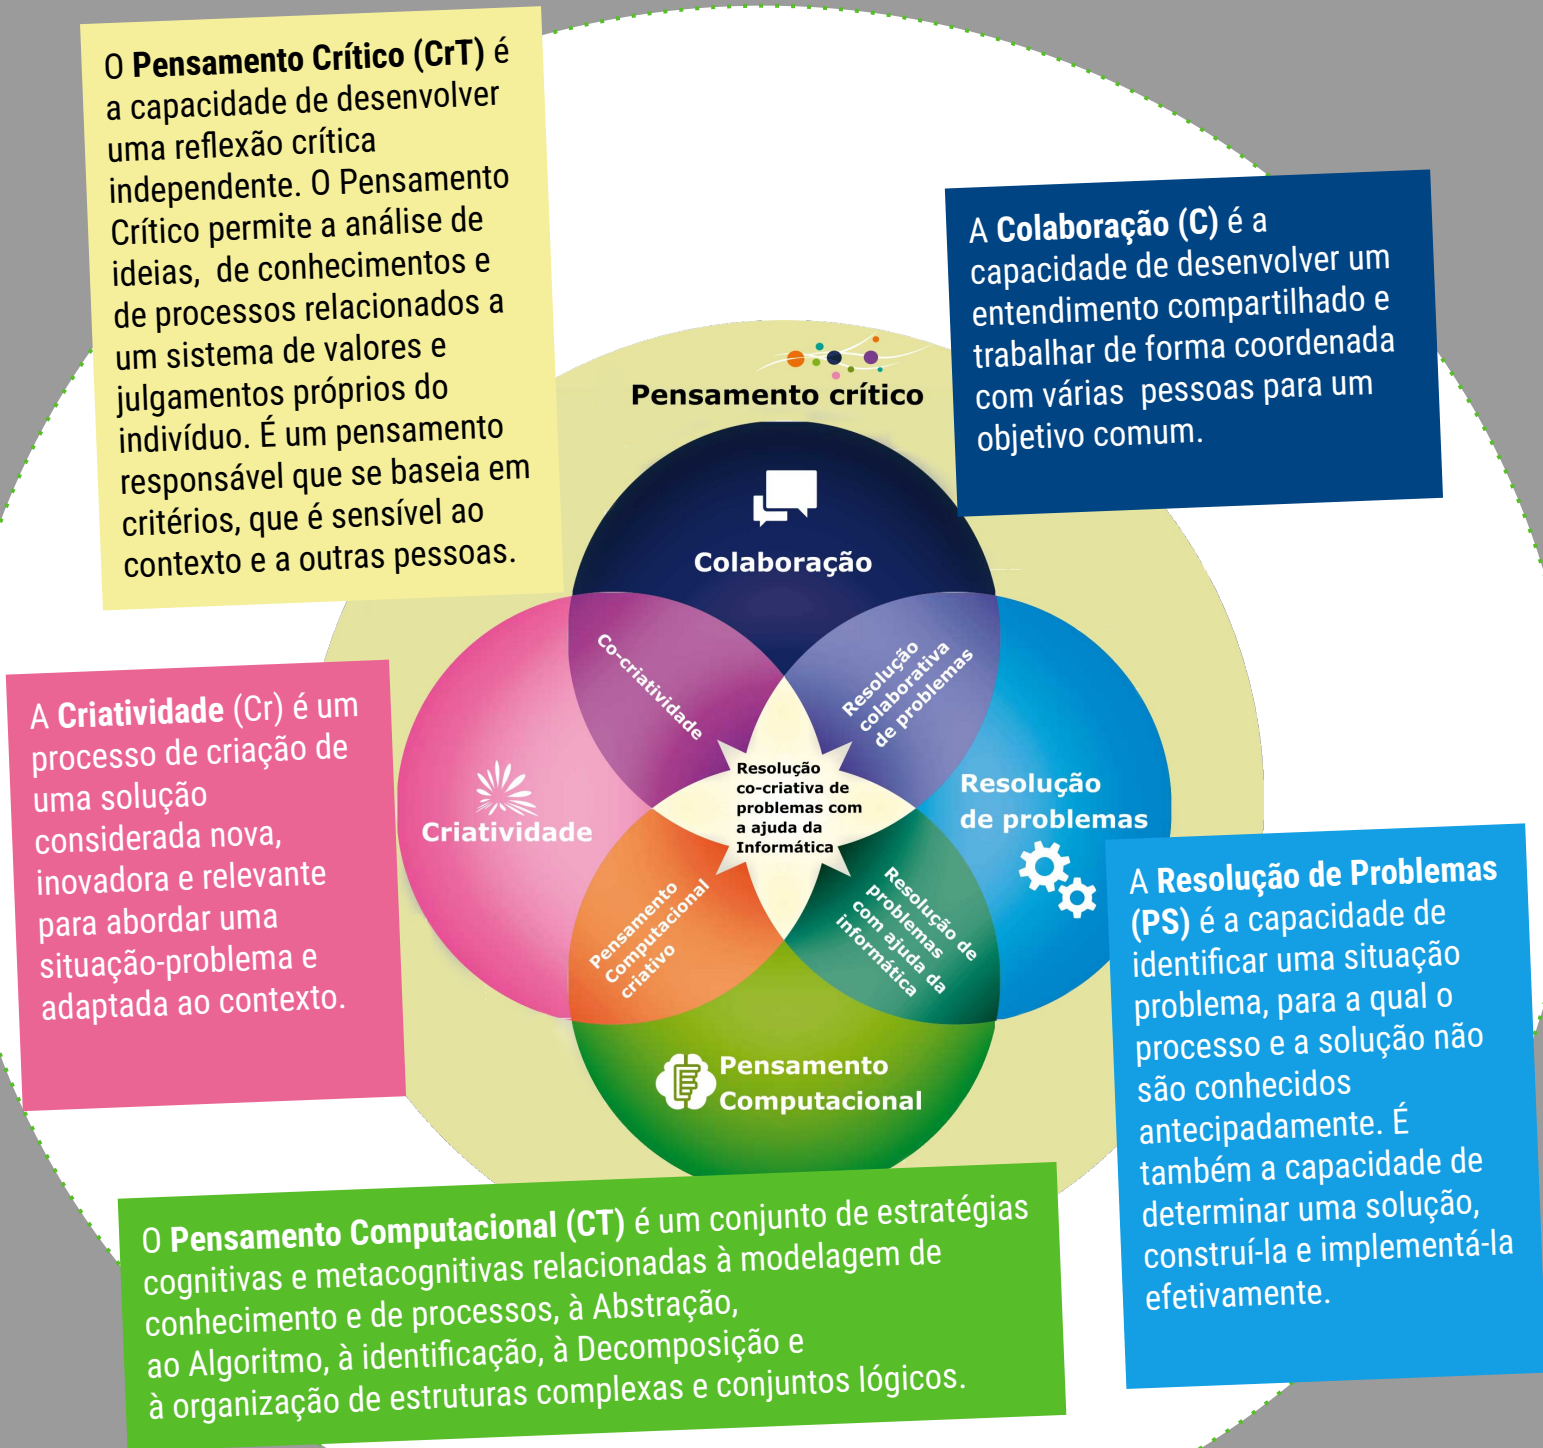 O Pensamento Crítico (CrT) é
a capacidade de desenvolver
uma reflexão crítica
independente. O Pensamento
Crítico permite a análise de
ideias, de conhecimentos e
de processos relacionados a
um sistema de valores e
julgamentos próprios do
indivíduo. É um pensamento
responsável que se baseia em
critérios, que é sensível ao
contexto e a outras pessoas.
A Colaboração (C) é a
capacidade de desenvolver um
entendimento compartilhado e
trabalhar de forma coordenada
com várias pessoas para um
objetivo comum.
Pensamento crítico
Colaboração
Co-criatividade
Resolução
colaborativa
de problemas
A Criatividade (Cr) é um
processo de criação de
uma solução
considerada nova,
inovadora e relevante
para abordar uma
situação-problema e
adaptada ao contexto.
Criatividade
Resolução
co-criativa de
problemas com
a ajuda da
Informática
Resolução
de problemas
Pensamento
Computacional
criativo
Resolução de
problemas
com ajuda da
informática
A Resolução de Problemas
(PS) é a capacidade de
identificar uma situação
problema, para a qual o
processo e a solução não
são conhecidos
antecipadamente. É
também a capacidade de
determinar uma solução,
construí-la e implementá-la
efetivamente.
Pensamento
Computacional
O Pensamento Computacional (CT) é um conjunto de estratégias
cognitivas e metacognitivas relacionadas à modelagem de
conhecimento e de processos, à Abstração,
ao Algoritmo, à identificação, à Decomposição e
à organização de estruturas complexas e conjuntos lógicos.